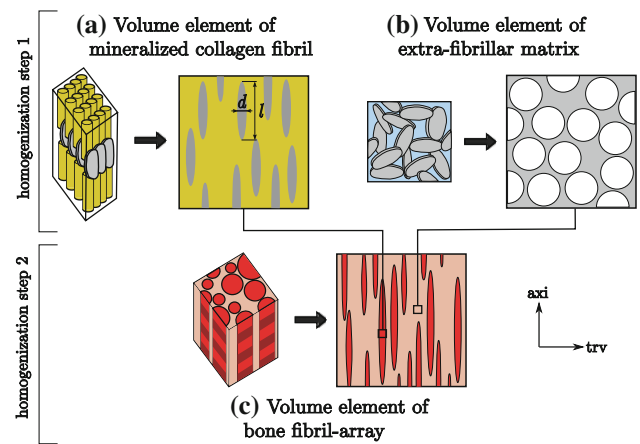 (a) Volume element of
mineralized collagen fibril
(b) Volume element of
extra-fibrillar matrix
homogenization step 1
d
l
homogenization step 2
axi
trv
(c) Volume element of
bone fibril-array